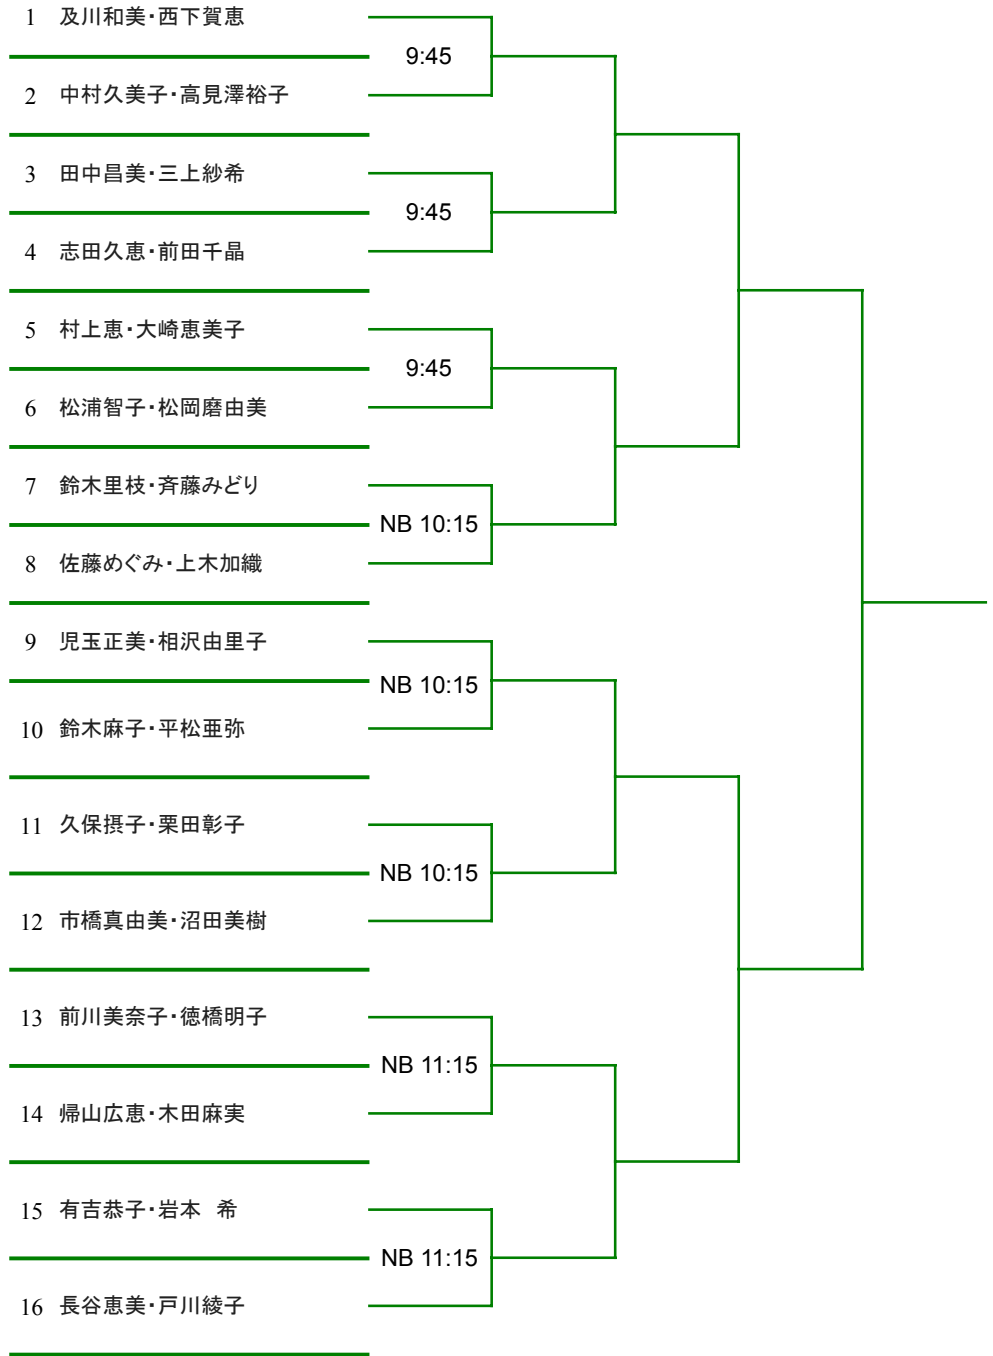 1 及川和美・西下賀恵
9:45
2 中村久美子・高見澤裕子
3 田中昌美・三上紗希
9:45
4 志田久恵・前田千晶
5 村上恵・大崎恵美子
9:45
6 松浦智子・松岡磨由美
7 鈴木里枝・斉藤みどり
NB 10:15
8 佐藤めぐみ・上木加織
9 児玉正美・相沢由里子
NB 10:15
10 鈴木麻子・平松亜弥
11 久保摂子・栗田彰子
NB 10:15
12 市橋真由美・沼田美樹
13 前川美奈子・徳橋明子
NB 11:15
14 帰山広恵・木田麻実
15 有吉恭子・岩本　希
NB 11:15
16 長谷恵美・戸川綾子